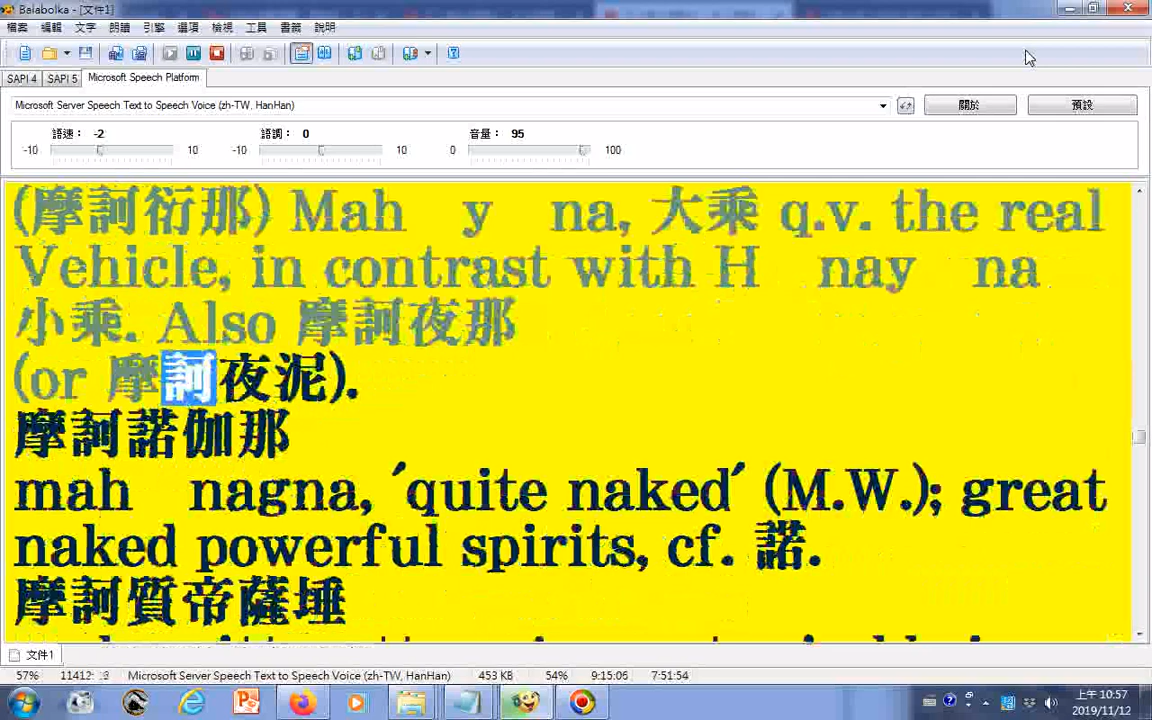 Balabolka - [文件1]
檔案 編輯 文字 朗讀 引擎 選項 檢視 工具 書籤 說明
SAPI 4 SAPI 5 Microsoft Speech Platform
Microsoft Server Speech Text to Speech Voice (zh-TW, HanHan) 關於 預設
語速： -2 語調： 0 音量： 95
-10 10 -10 10 0 100
(摩訶衍那) Mah y na, 大乘 q.v. the real
Vehicle, in contrast with H nay na
小乘. Also 摩訶夜那
(or 摩訶夜泥).
摩訶諾伽那
mah nagna, 'quite naked' (M.W.); great
naked powerful spirits, cf. 諾.
摩訶質帝薩埵
文件1
57% Microsoft Server Speech Text to Speech Voice (zh-TW, HanHan) 453 KB 54% 9:15:06 7:51:54
上午 10:57
2019/11/12